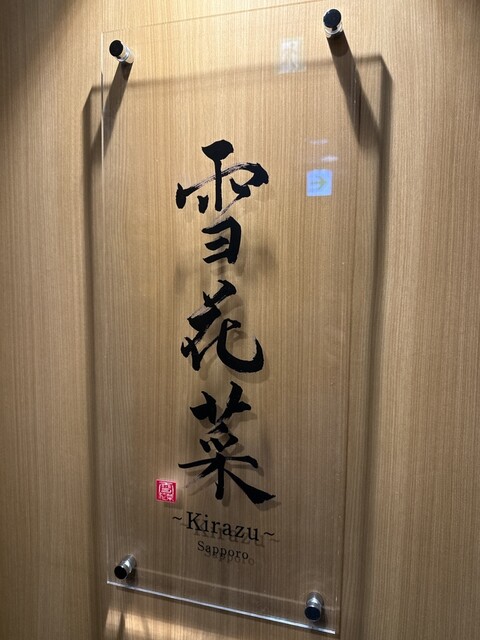 雪花菜
~Kirazu~
Sapporo